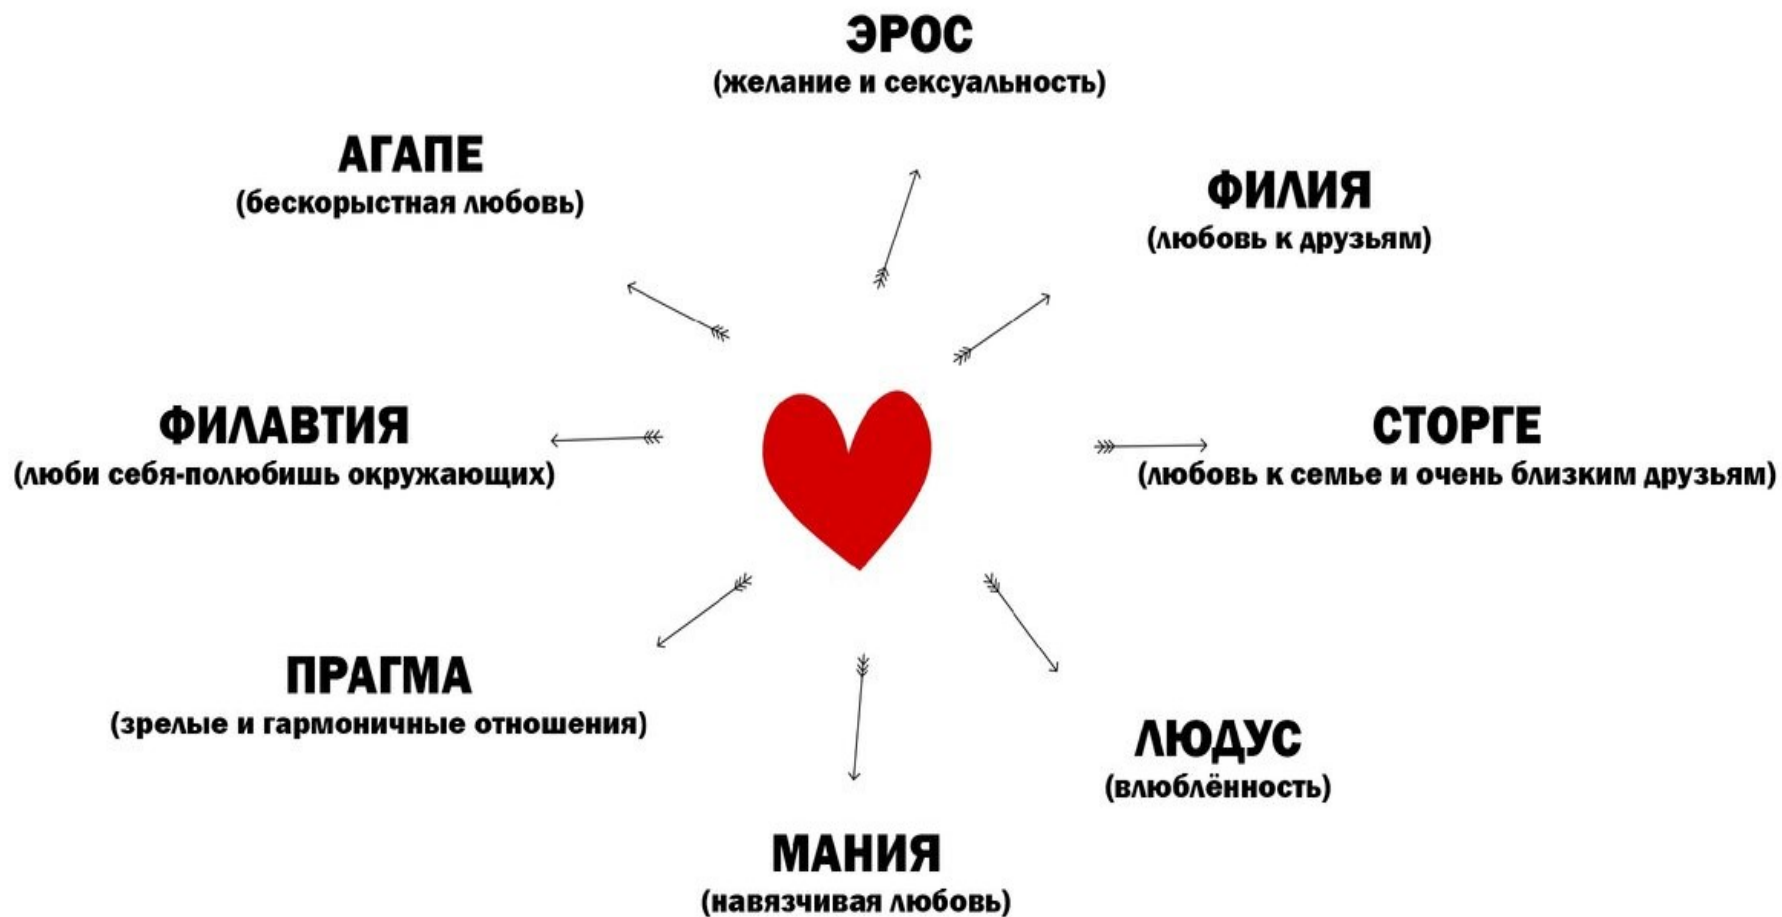 ЭРОС
(желание и сексуальность)
АГАПЕ
(бескорыстная любовь)
ФИЛИЯ
(любовь к друзьям)
ФИЛАВТИЯ
(люби себя-полюбишь окружающих)
СТОРГЕ
(любовь к семье и очень близким друзьям)
ПРАГМА
(зрелые и гармоничные отношения)
ЛЮДУС
(влюблённость)
МАНИЯ
(навязчивая любовь)